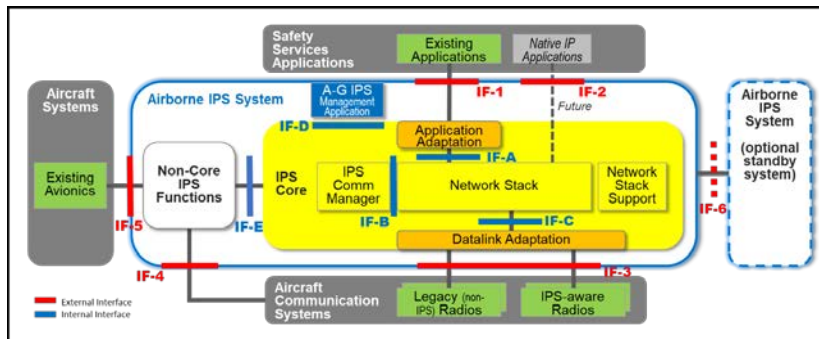 Safety
Services
Applications
Existing
Applications
Native IP
Applications
Aircraft
Systems
Airborne IPS System
A-G IPS
Management
Application
IF-1
IF-2
Future
IF-D
Application
Adaptation
IF-A
Existing
Avionics
Non-Core
IPS
Functions
IPS
Core
IPS
Comm
Manager
Network Stack
Network
Stack
Support
IF-5
IF-E
IF-B
IF-C
Datalink Adaptation
IF-6
Airborne
IPS
System
(optional
standby
system)
IF-4
IF-3
Aircraft
Communication
Systems
Legacy (non-
IPS) Radios
IPS-aware
Radios
External Interface
Internal Interface